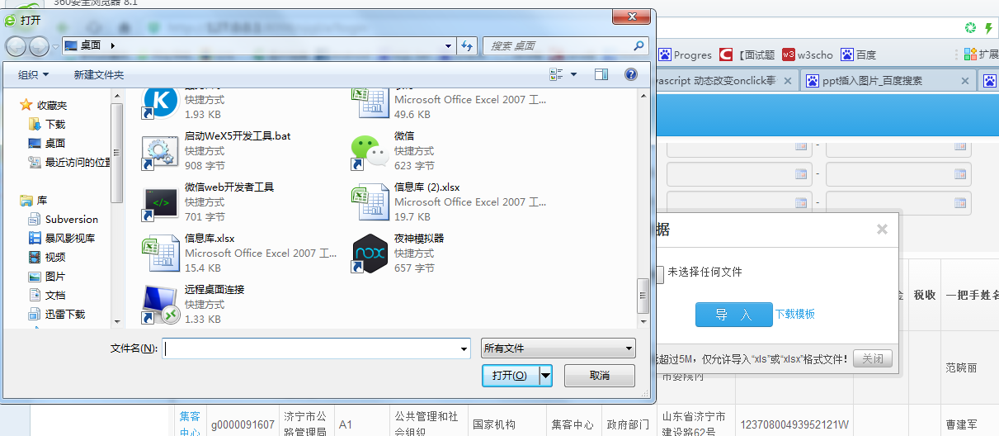 360安全浏览器 8.1
打开
桌面
搜索 桌面
组织
新建文件夹
Progres
【面试题
w3scho
百度
扩展
vascript 动态改变onclick事
ppt插入图片_百度搜索
收藏夹
下载
桌面
最近访问的位置
库
Subversion
暴风影视库
视频
图片
文档
迅雷下载
快捷方式
1.93 KB
Microsoft Office Excel 2007 工...
49.6 KB
启动WeX5开发工具.bat
快捷方式
908 字节
微信
快捷方式
623 字节
微信web开发者工具
快捷方式
701 字节
信息库 (2).xlsx
Microsoft Office Excel 2007 工...
19.7 KB
信息库.xlsx
Microsoft Office Excel 2007 工...
15.4 KB
夜神模拟器
快捷方式
657 字节
远程桌面连接
快捷方式
1.33 KB
文件名(N):
所有文件
打开(O)
取消
据
未选择任何文件
导 入
下载模板
超过5M，仅允许导入“xls”或“xlsx”格式文件！
关闭
金
税收
一把手姓名
市委院内
范晓丽
集客中心
g0000091607
济宁市公路管理局
A1
公共管理和社会组织
国家机构
集客中心
政府部门
山东省济宁市建设路62号
12370800493952121W
曹建军